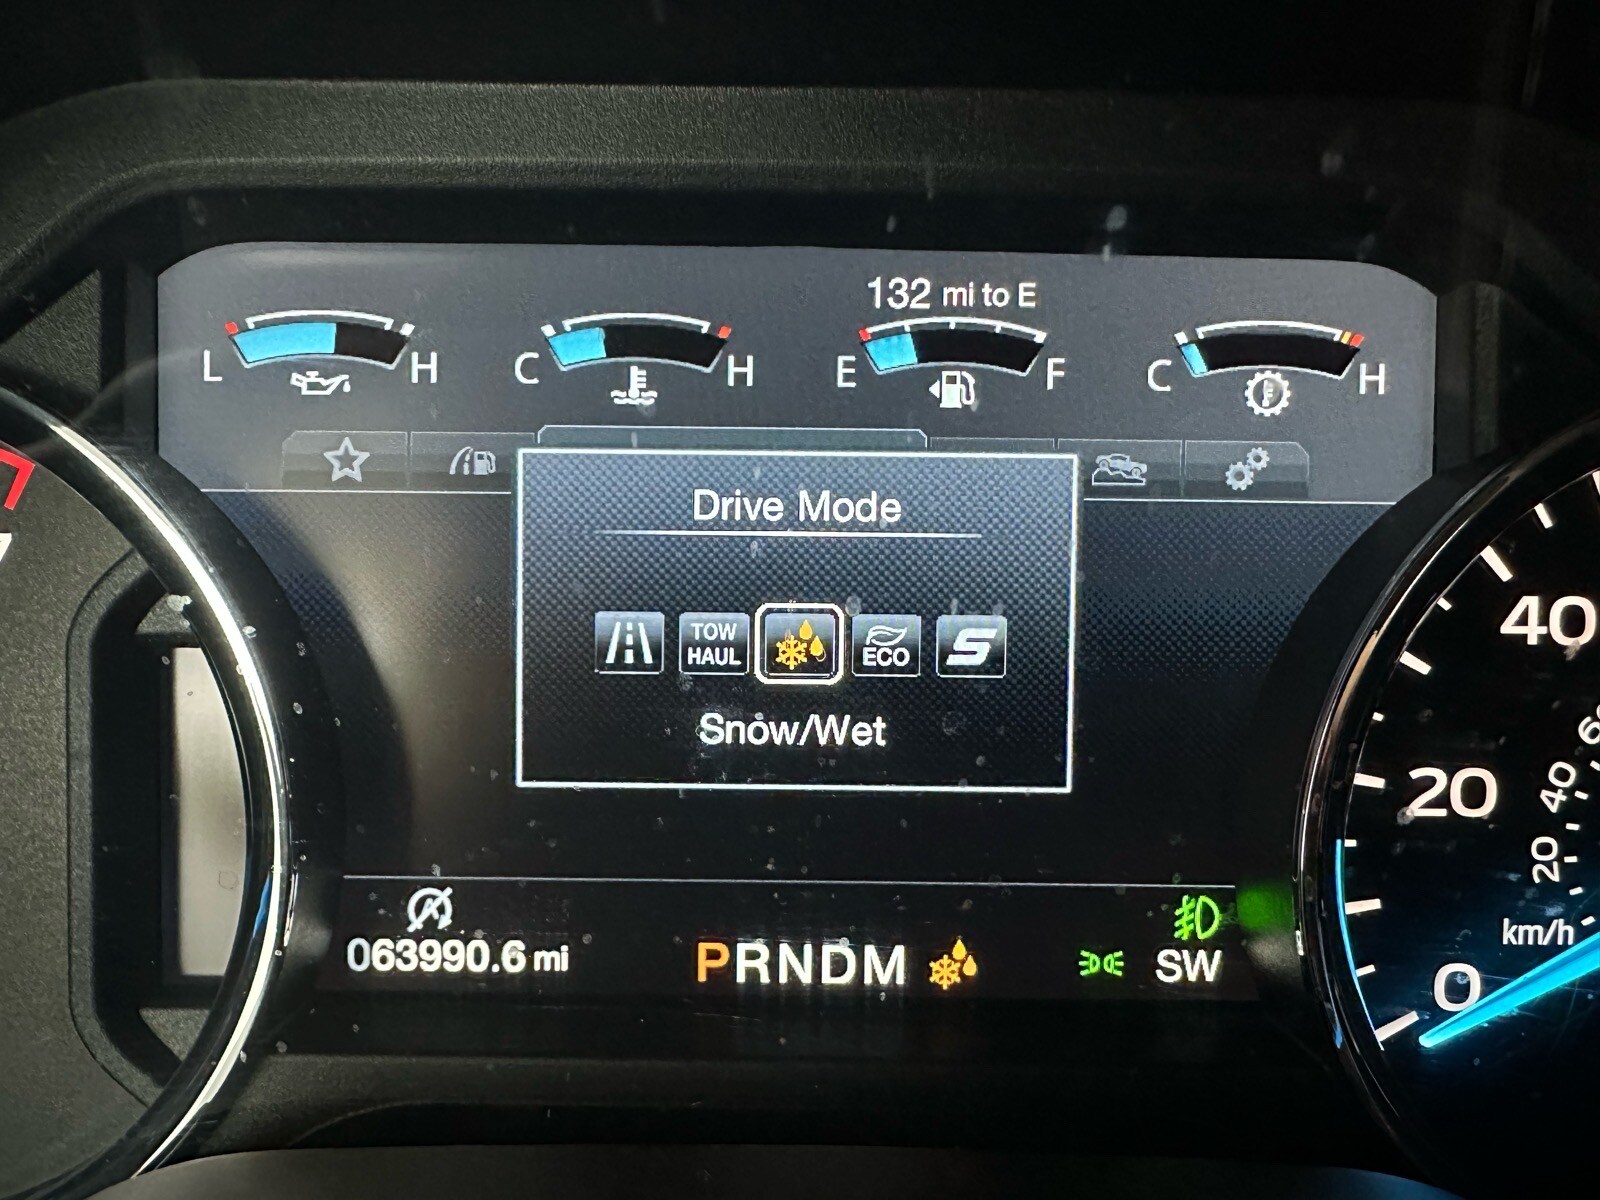 132 mi to E
L H C H E F C H
Drive Mode
TOW
HAUL
ECO
S
Snow/Wet
063990.6 mi
PRNDM
SW
40
20
0
40
20
km/h